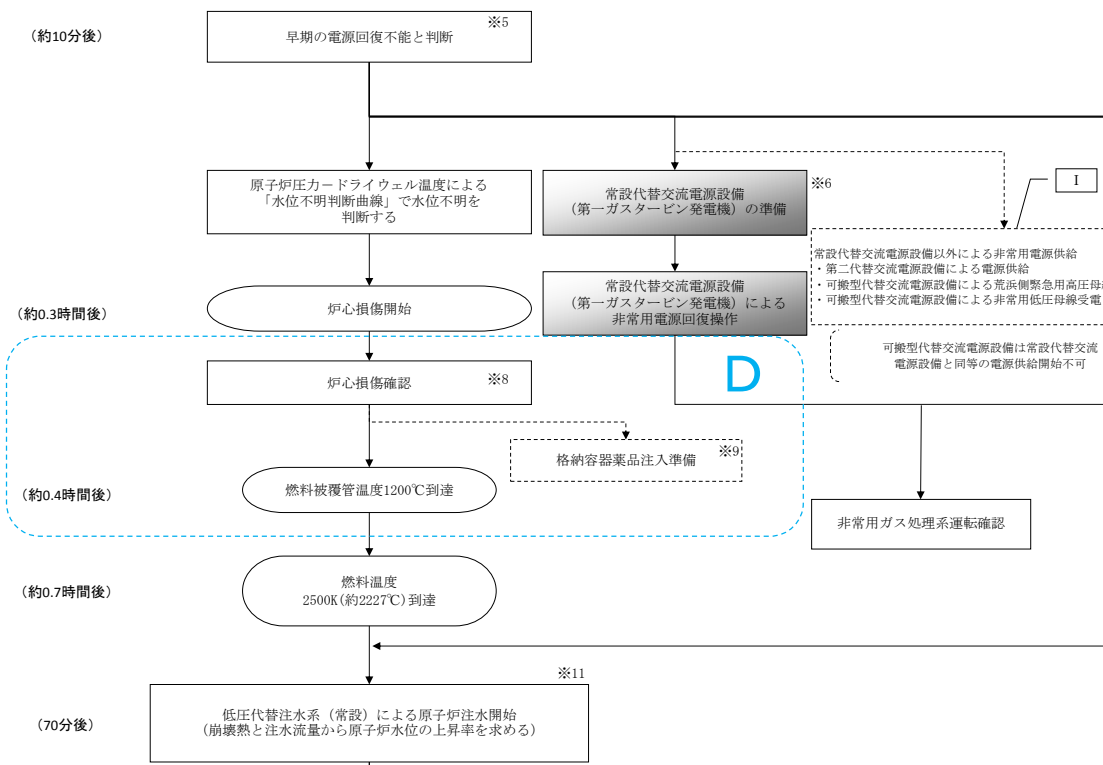 (約10分後)
※5
早期の電源回復不能と判断
原子炉圧力－ドライウェル温度による
「水位不明判断曲線」で水位不明を
判断する
常設代替交流電源設備
(第一ガスタービン発電機) の準備
※6
I
常設代替交流電源設備以外による非常用電源供給
・第二代替交流電源設備による電源供給
・可搬型代替交流電源設備による荒浜側緊急用高圧母
・可搬型代替交流電源設備による非常用低圧母線受電
(約0.3時間後)
炉心損傷開始
常設代替交流電源設備
(第一ガスタービン発電機) による
非常用電源回復操作
可搬型代替交流電源設備は常設代替交流
電源設備と同等の電源供給開始不可
炉心損傷確認
※8
D
格納容器薬品注入準備
※9
(約0.4時間後)
燃料被覆管温度1200℃到達
非常用ガス処理系運転確認
(約0.7時間後)
燃料温度
2500K(約2227℃)到達
※11
(70分後)
低圧代替注水系 (常設) による原子炉注水開始
(崩壊熱と注水流量から原子炉水位の上昇率を求める)